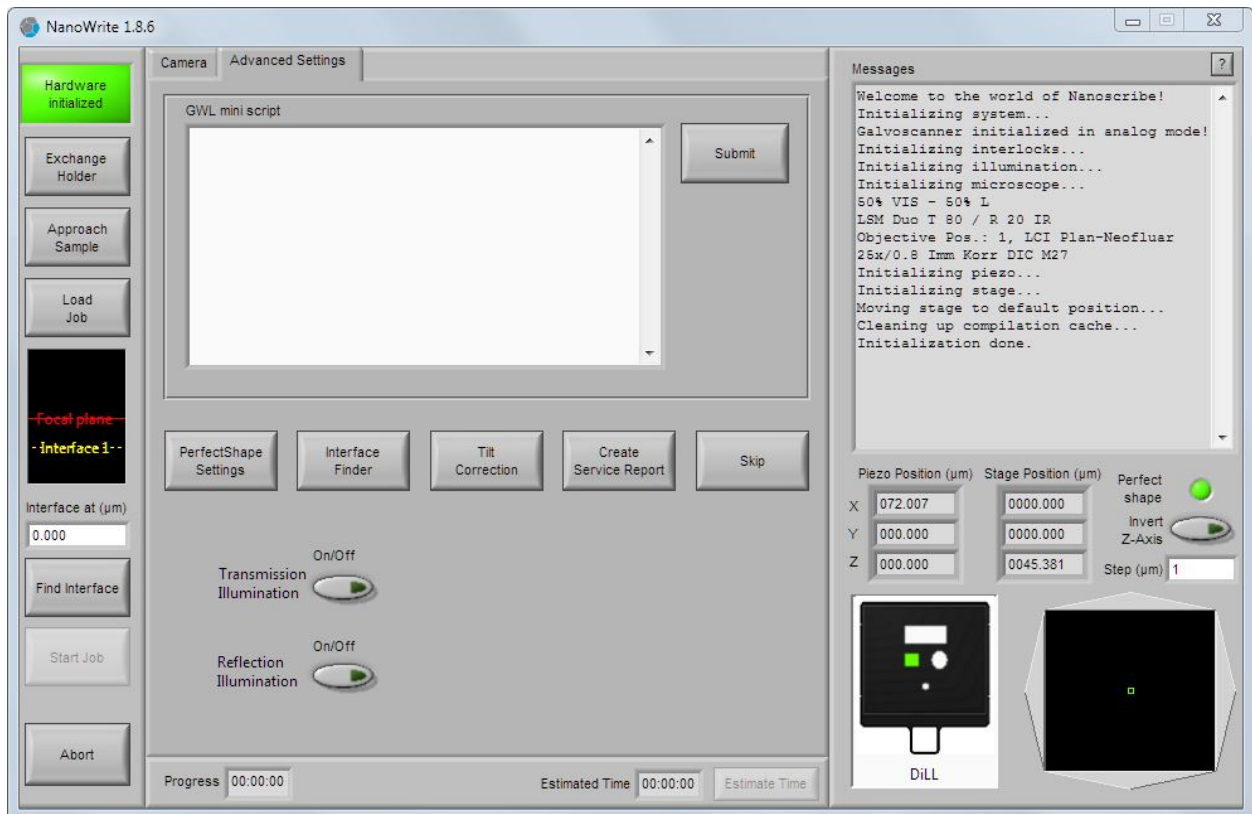 NanoWrite 1.8.6
Hardware
initialized
Exchange
Holder
Approach
Sample
Load
Job
Focal plane
Interface 1
Interface at (μm)
0.000
Find Interface
Start Job
Abort
Camera
Advanced Settings
GWL mini script
Submit
PerfectShape
Settings
Interface
Finder
Tilt
Correction
Create
Service Report
Skip
On/Off
Transmission
Illumination
On/Off
Reflection
Illumination
Progress 00:00:00
Estimated Time 00:00:00
Estimate Time
Messages
?
Welcome to the world of Nanoscribe!
Initializing system...
Galvoscanner initialized in analog mode!
Initializing interlocks...
Initializing illumination...
Initializing microscope...
50% VIS - 50% L
LSM Duo T 80 / R 20 IR
Objective Pos.: 1, LCI Plan-Neofluar
25x/0.8 Imm Korr DIC M27
Initializing piezo...
Initializing stage...
Moving stage to default position...
Cleaning up compilation cache...
Initialization done.
Piezo Position (μm) Stage Position (μm)
X 072.007 0000.000
Y 000.000 0000.000
Z 000.000 0045.381
Perfect
shape
Invert
Z-Axis
Step (μm) 1
DiLL